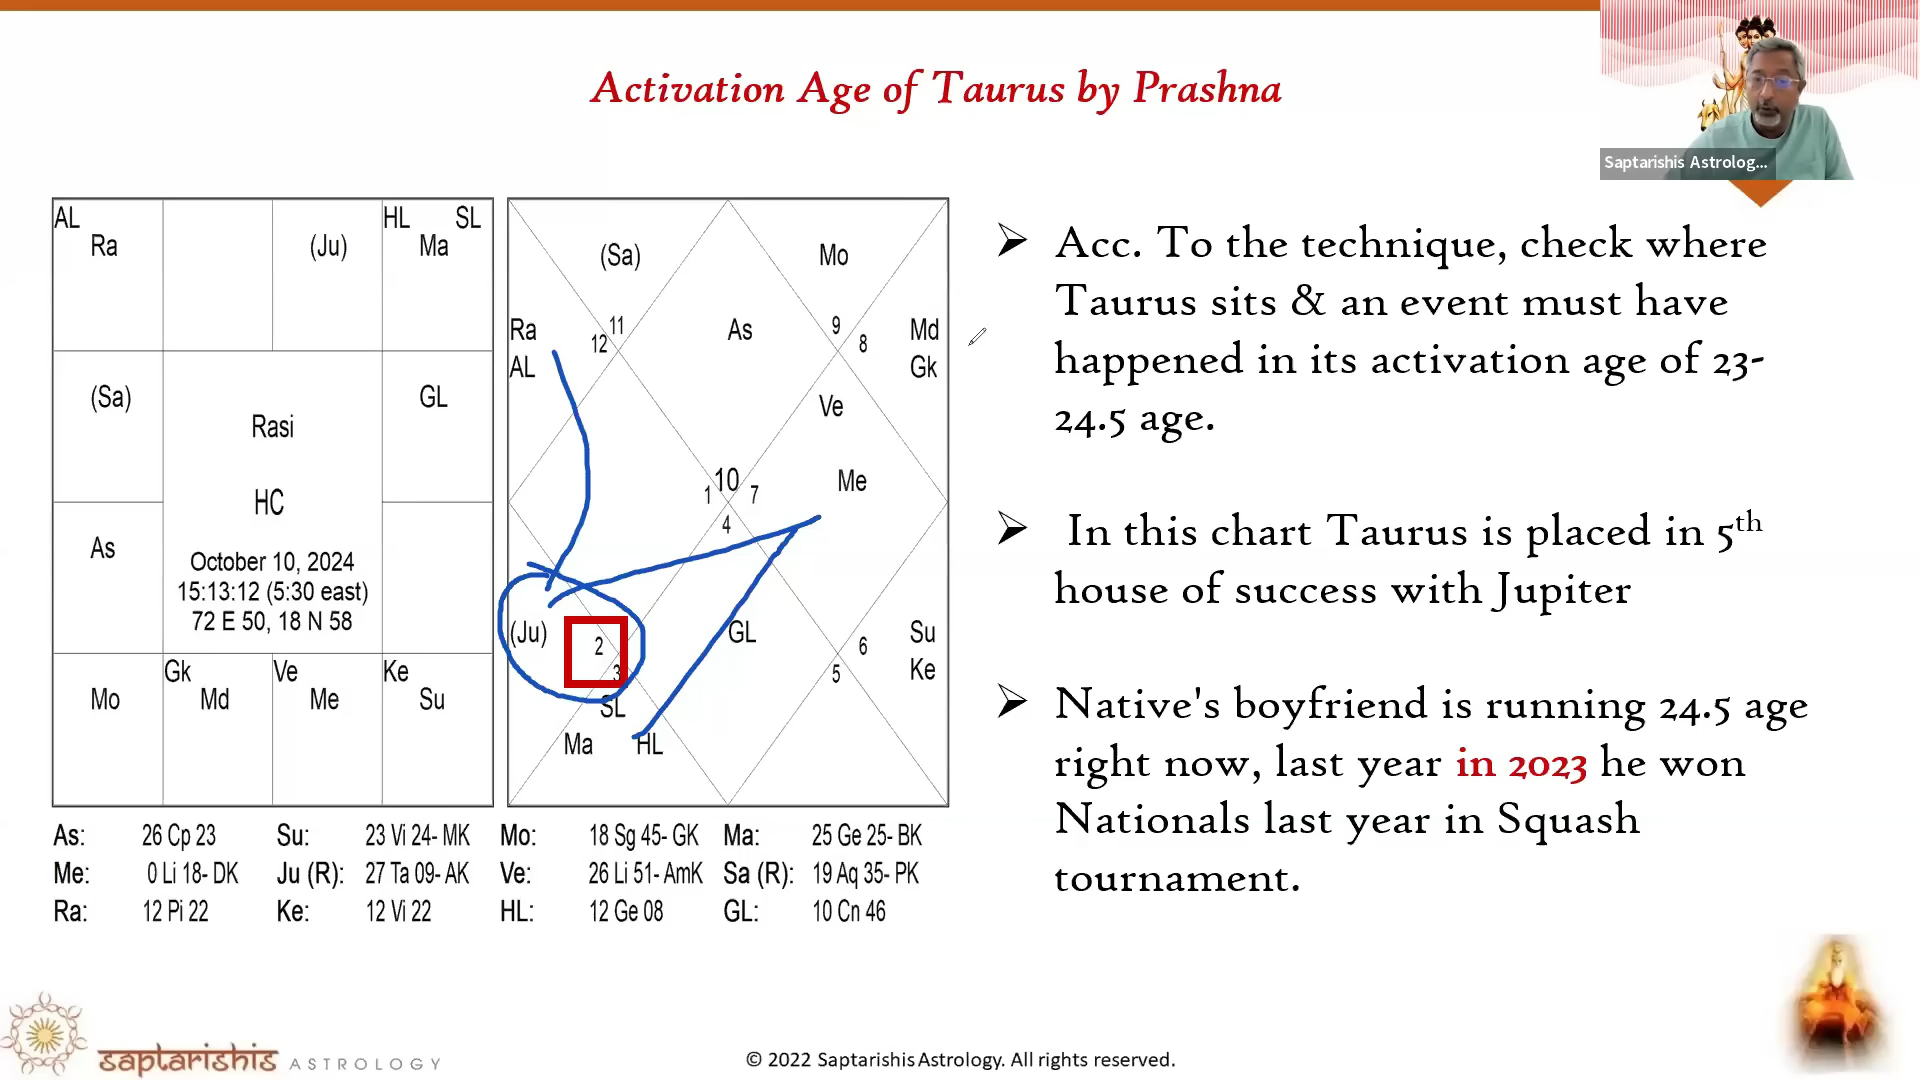 Activation Age of Taurus by Prashna
Saptarishis Astrolog...
AL
Ra
(Ju)
HL SL
Ma
(Sa)
GL
Rasi
HC
As
October 10, 2024
15:13:12 (5:30 east)
72 E 50, 18 N 58
Mo
Gk
Md
Ve
Me
Ke
Su
(Sa)
Mo
Ra
AL
11
12
As
9
8
Md
Gk
Ve
Me
10
1
7
4
(Ju)
2
3
SL
Ma
HL
GL
6
5
Su
Ke
As: 26 Cp 23 Su: 23 Vi 24- MK Mo: 18 Sg 45- GK Ma: 25 Ge 25- BK
Me: 0 Li 18- DK Ju (R): 27 Ta 09- AK Ve: 26 Li 51- AmK Sa (R): 19 Aq 35- PK
Ra: 12 Pi 22 Ke: 12 Vi 22 HL: 12 Ge 08 GL: 10 Cn 46
Acc. To the technique, check where
Taurus sits & an event must have
happened in its activation age of 23-
24.5 age.
In this chart Taurus is placed in 5th
house of success with Jupiter
Native's boyfriend is running 24.5 age
right now, last year in 2023 he won
Nationals last year in Squash
tournament.
saptarishis ASTROLOGY
© 2022 Saptarishis Astrology. All rights reserved.